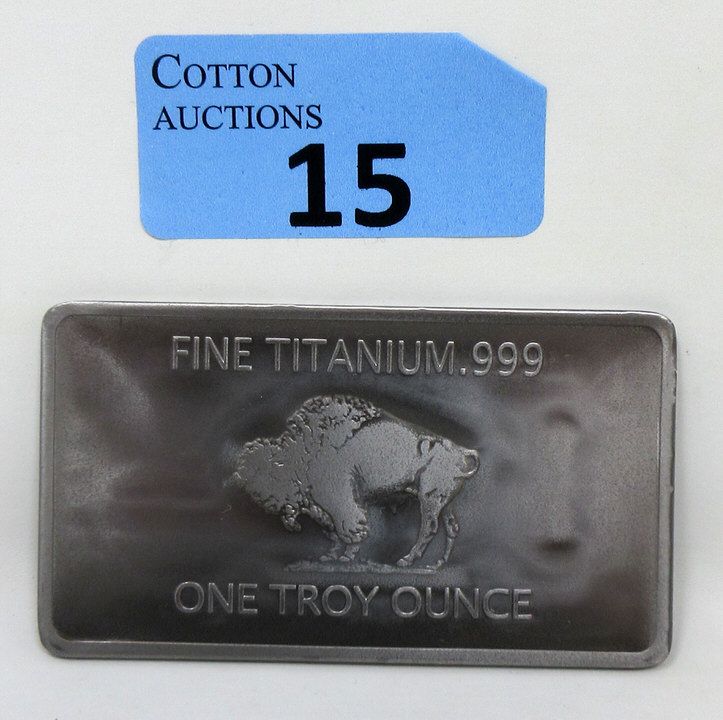 COTTON
AUCTIONS
15
FINE TITANIUM.999
ONE TROY OUNCE